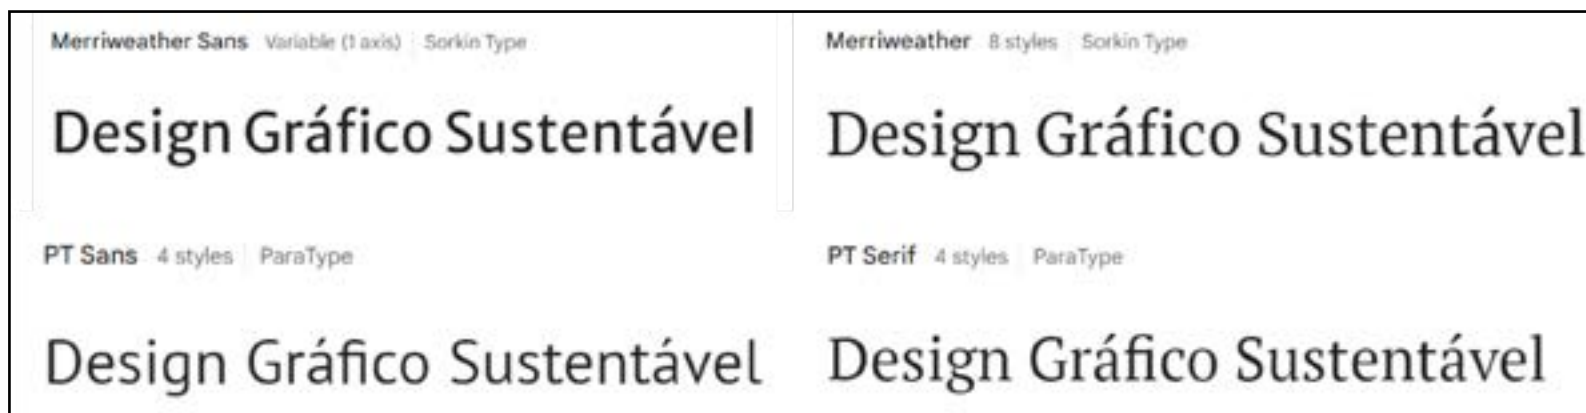 Merriweather Sans Variable (1 axis) Sorkin Type
Design Gráfico Sustentável
Merriweather 8 styles Sorkin Type
Design Gráfico Sustentável
PT Sans 4 styles ParaType
Design Gráfico Sustentável
PT Serif 4 styles ParaType
Design Gráfico Sustentável